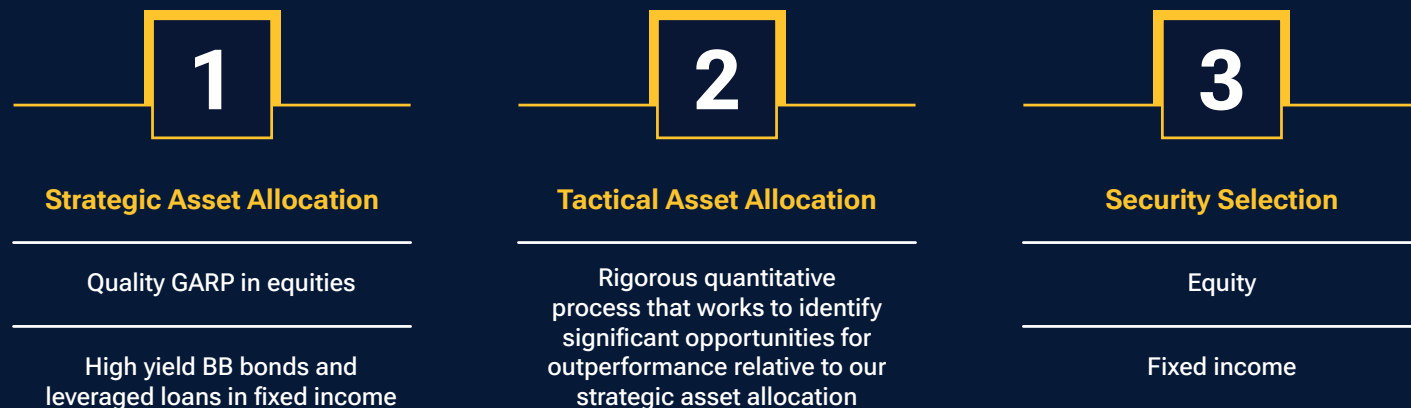 1
Strategic Asset Allocation
Quality GARP in equities
High yield BB bonds and
leveraged loans in fixed income
2
Tactical Asset Allocation
Rigorous quantitative
process that works to identify
significant opportunities for
outperformance relative to our
strategic asset allocation
3
Security Selection
Equity
Fixed income